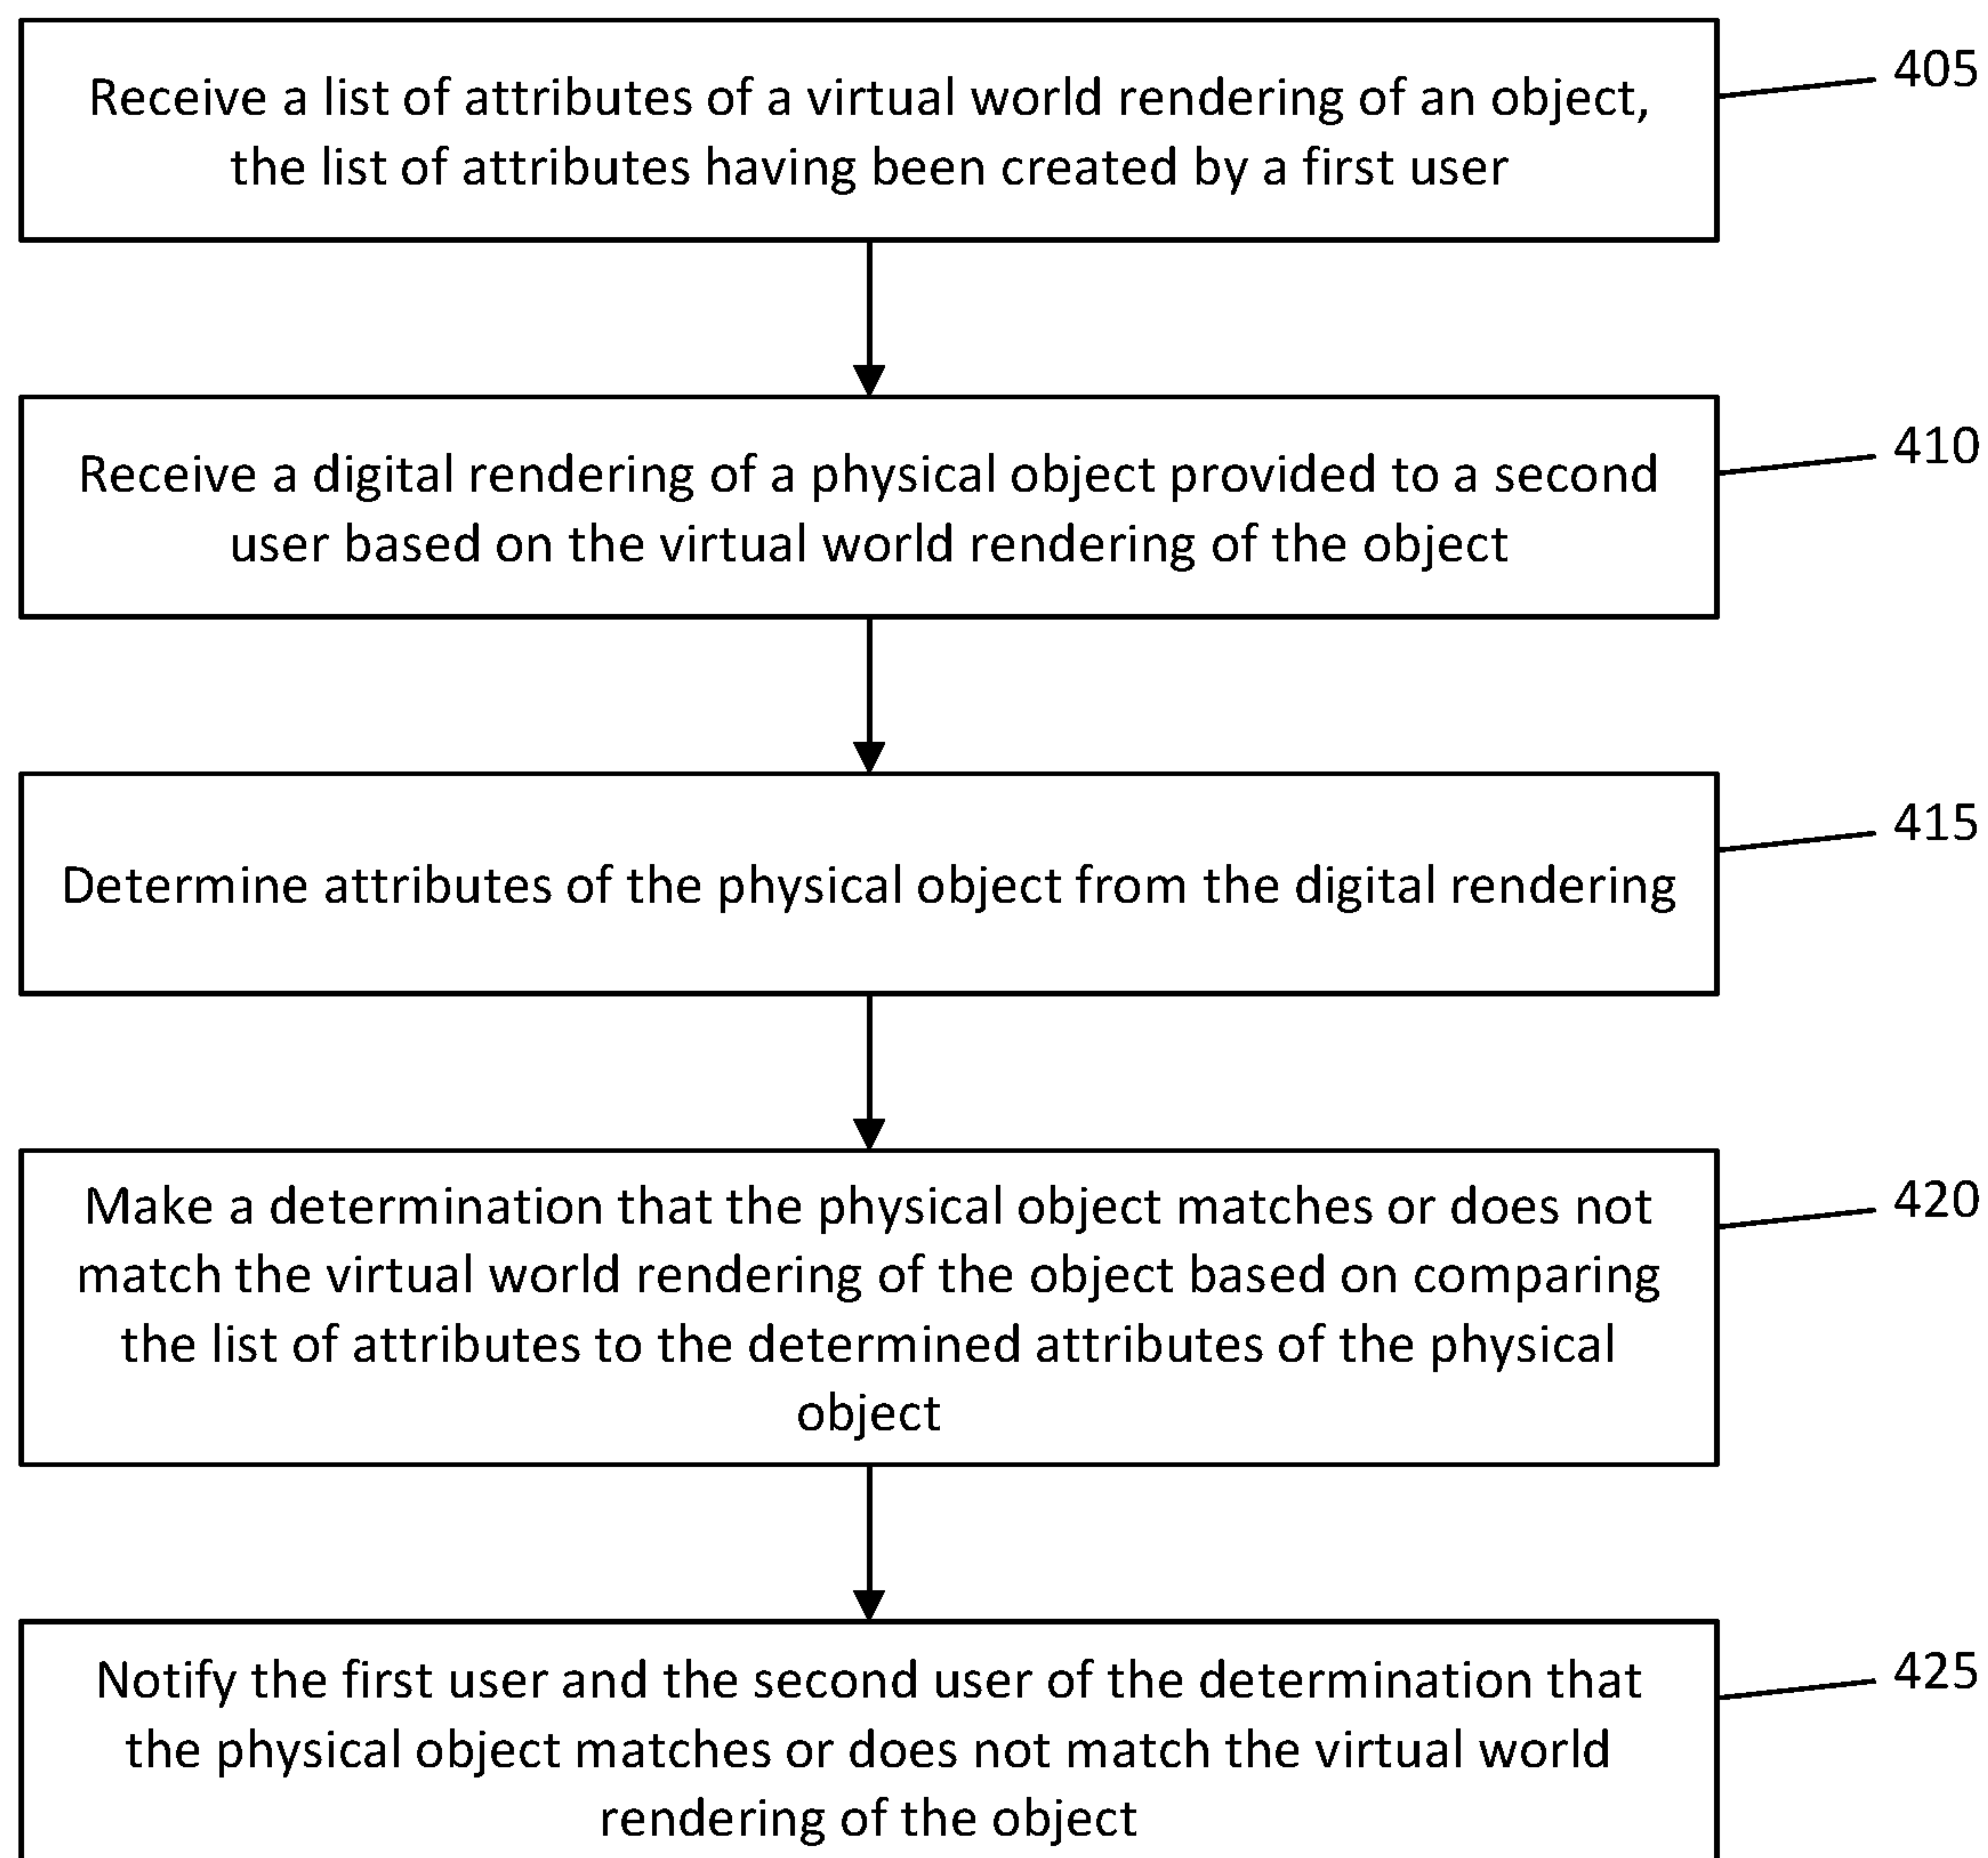 Receive a list of attributes of a virtual world rendering of an object,
the list of attributes having been created by a first user
405
Receive a digital rendering of a physical object provided to a second
user based on the virtual world rendering of the object
410
Determine attributes of the physical object from the digital rendering
415
Make a determination that the physical object matches or does not
match the virtual world rendering of the object based on comparing
the list of attributes to the determined attributes of the physical
object
420
Notify the first user and the second user of the determination that
the physical object matches or does not match the virtual world
rendering of the object
425